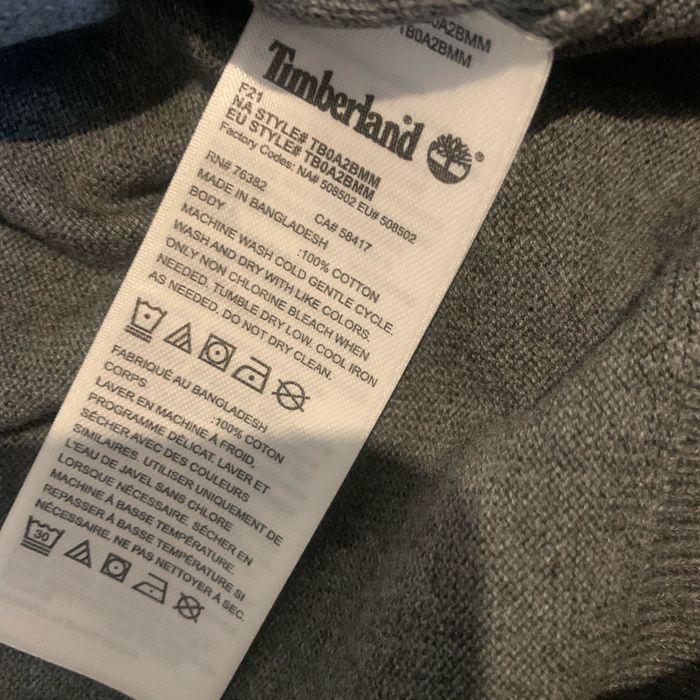 0A2BMM
TB0A2BMM
Timberland®
®
F21
NA STYLE# TB0A2BMM
EU STYLE# TB0A2BMM
Factory Codes: NA# 508502 EU# 508502
RN# 76382 CA# 58417
MADE IN BANGLADESH
BODY :100% COTTON
MACHINE WASH COLD GENTLE CYCLE.
WASH AND DRY WITH LIKE COLORS.
ONLY NON CHLORINE BLEACH WHEN
NEEDED. TUMBLE DRY LOW. COOL IRON
AS NEEDED. DO NOT DRY CLEAN.
FABRIQUÉ AU BANGLADESH
CORPS :100% COTON
LAVER EN MACHINE À FROID.
PROGRAMME DÉLICAT. LAVER ET
SÉCHER AVEC DES COULEURS
SIMILAIRES. UTILISER UNIQUEMENT DE
L'EAU DE JAVEL SANS CHLORE
LORSQUE NÉCESSAIRE. SÉCHER EN
MACHINE À BASSE TEMPÉRATURE.
REPASSER À BASSE TEMPÉRATURE SI
NÉCESSAIRE. NE PAS NETTOYER À SEC.
30